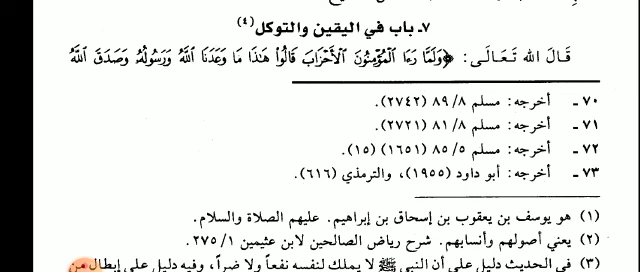 ٧ـ باب في اليقين والتوكل (٤)
قَالَ الله تَعَالَى: ﴿وَلَمَّا رَءَا ٱلْمُؤْمِنُونَ ٱلْأَحْزَابَ قَالُوا۟ هَٰذَا مَا وَعَدَنَا ٱللَّهُ وَرَسُولُهُۥ وَصَدَقَ ٱللَّهُ
٧٠ ـ أخرجه: مسلم ٨/ ٨٩ (٢٧٤٢).
٧١ ـ أخرجه: مسلم ٨/ ٨١ (٢٧٢١).
٧٢ ـ أخرجه: مسلم ٥/ ٨٥ (١٦٥١) (١٥).
٧٣ ـ أخرجه: أبو داود (١٩٥٥)، والترمذي (٦١٦).
(١) هو يوسف بن يعقوب بن إسحاق بن إبراهيم. عليهم الصلاة والسلام.
(٢) يعني أصولهم وأنسابهم. شرح رياض الصالحين لابن عثيمين ١/ ٢٧٥.
(٣) في الحديث دليل على أن النبي ﷺ لا يملك لنفسه نفعاً ولا ضراً، وفيه دليل على إبطال من